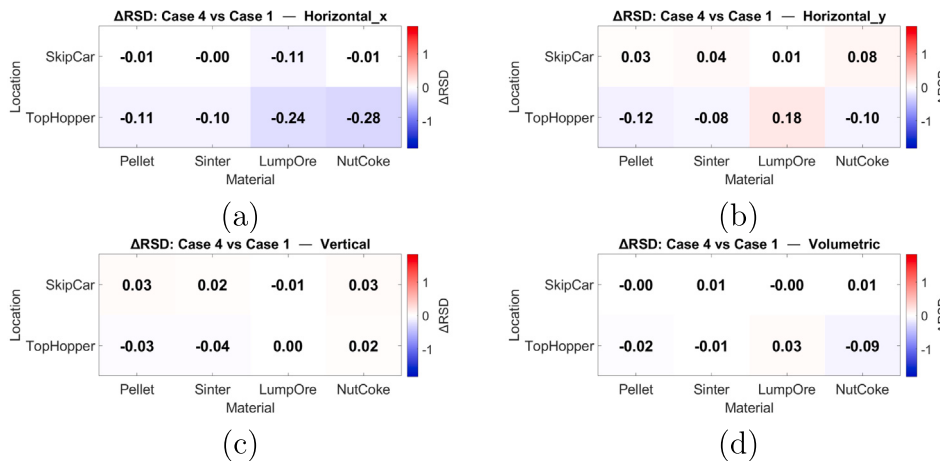 ΔRSD: Case 4 vs Case 1 — Horizontal_x
Location
SkipCar
-0.01 -0.00 -0.11 -0.01
TopHopper
-0.11 -0.10 -0.24 -0.28
Pellet Sinter LumpOre NutCoke
Material
1
0
-1
ΔRSD
(a)
ΔRSD: Case 4 vs Case 1 — Horizontal_y
Location
SkipCar
0.03 0.04 0.01 0.08
TopHopper
-0.12 -0.08 0.18 -0.10
Pellet Sinter LumpOre NutCoke
Material
1
0
-1
ΔRSD
(b)
ΔRSD: Case 4 vs Case 1 — Vertical
Location
SkipCar
0.03 0.02 -0.01 0.03
TopHopper
-0.03 -0.04 0.00 0.02
Pellet Sinter LumpOre NutCoke
Material
1
0
-1
ΔRSD
(c)
ΔRSD: Case 4 vs Case 1 — Volumetric
Location
SkipCar
-0.00 0.01 -0.00 0.01
TopHopper
-0.02 -0.01 0.03 -0.09
Pellet Sinter LumpOre NutCoke
Material
1
0
-1
ΔRSD
(d)